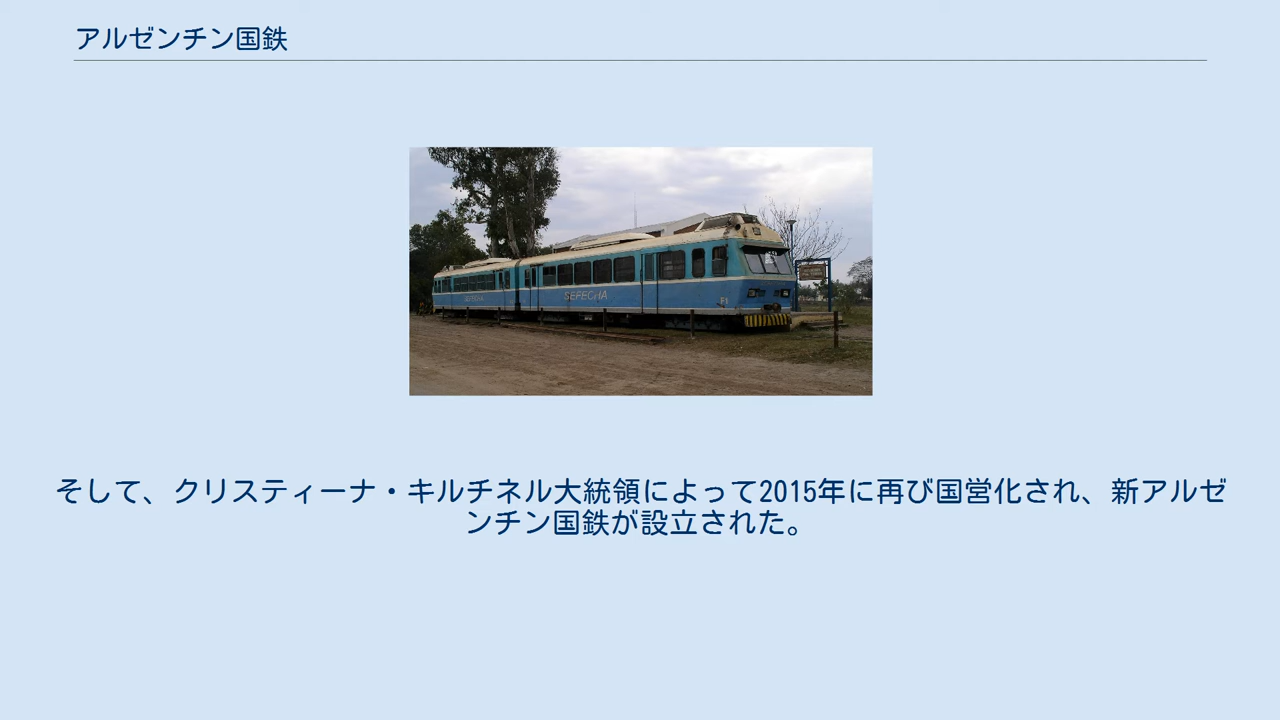 アルゼンチン国鉄
SEFECHA
SEFECHA
そして、クリスティーナ・キルチネル大統領によって2015年に再び国営化され、新アルゼ
ンチン国鉄が設立された。